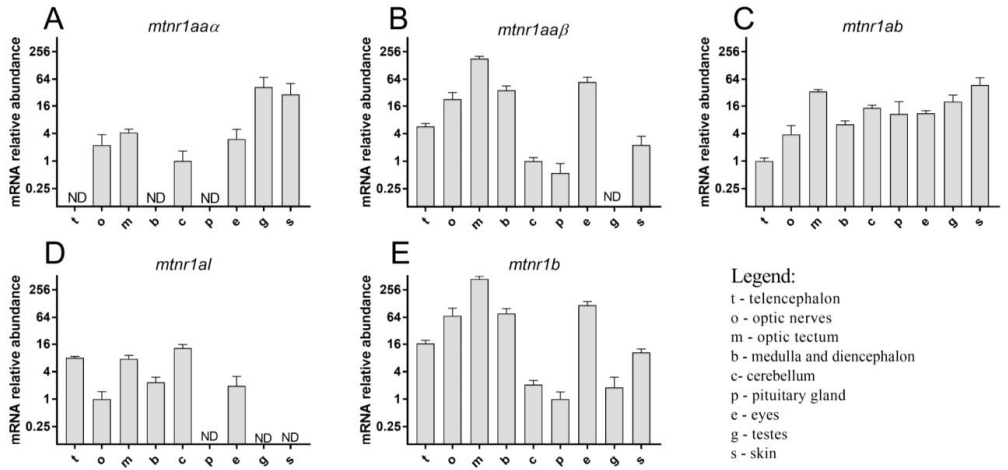 A
mtnr1aaα
mRNA relative abundance
256
64
16
4
1
0.25
ND ND ND
t o m b c p e g s
B
mtnr1aaβ
mRNA relative abundance
256
64
16
4
1
0.25
ND
t o m b c p e g s
C
mtnr1ab
mRNA relative abundance
256
64
16
4
1
0.25
t o m b c p e g s
D
mtnr1al
mRNA relative abundance
256
64
16
4
1
0.25
ND ND ND
t o m b c p e g s
E
mtnr1b
mRNA relative abundance
256
64
16
4
1
0.25
t o m b c p e g s
Legend:
t - telencephalon
o - optic nerves
m - optic tectum
b - medulla and diencephalon
c- cerebellum
p - pituitary gland
e - eyes
g - testes
s - skin